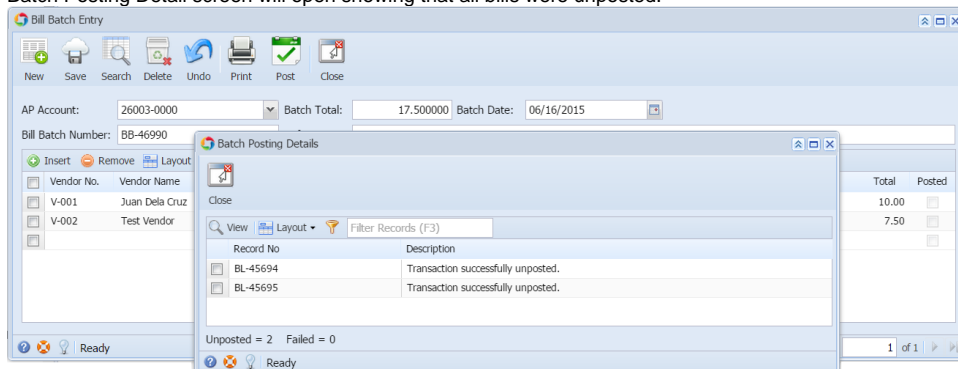 Batch Posting Detail screen will open showing that all bills were unposted.
Bill Batch Entry
New Save Search Delete Undo Print Post Close
AP Account: 26003-0000 Batch Total: 17.500000 Batch Date: 06/16/2015
Bill Batch Number: BB-46990
Insert Remove Layout
Vendor No. Vendor Name Total Posted
V-001 Juan Dela Cruz 10.00
V-002 Test Vendor 7.50
Ready 1 of 1
Batch Posting Details
Close
View Layout Filter Records (F3)
Record No Description
BL-45694 Transaction successfully unposted.
BL-45695 Transaction successfully unposted.
Unposted = 2 Failed = 0
Ready